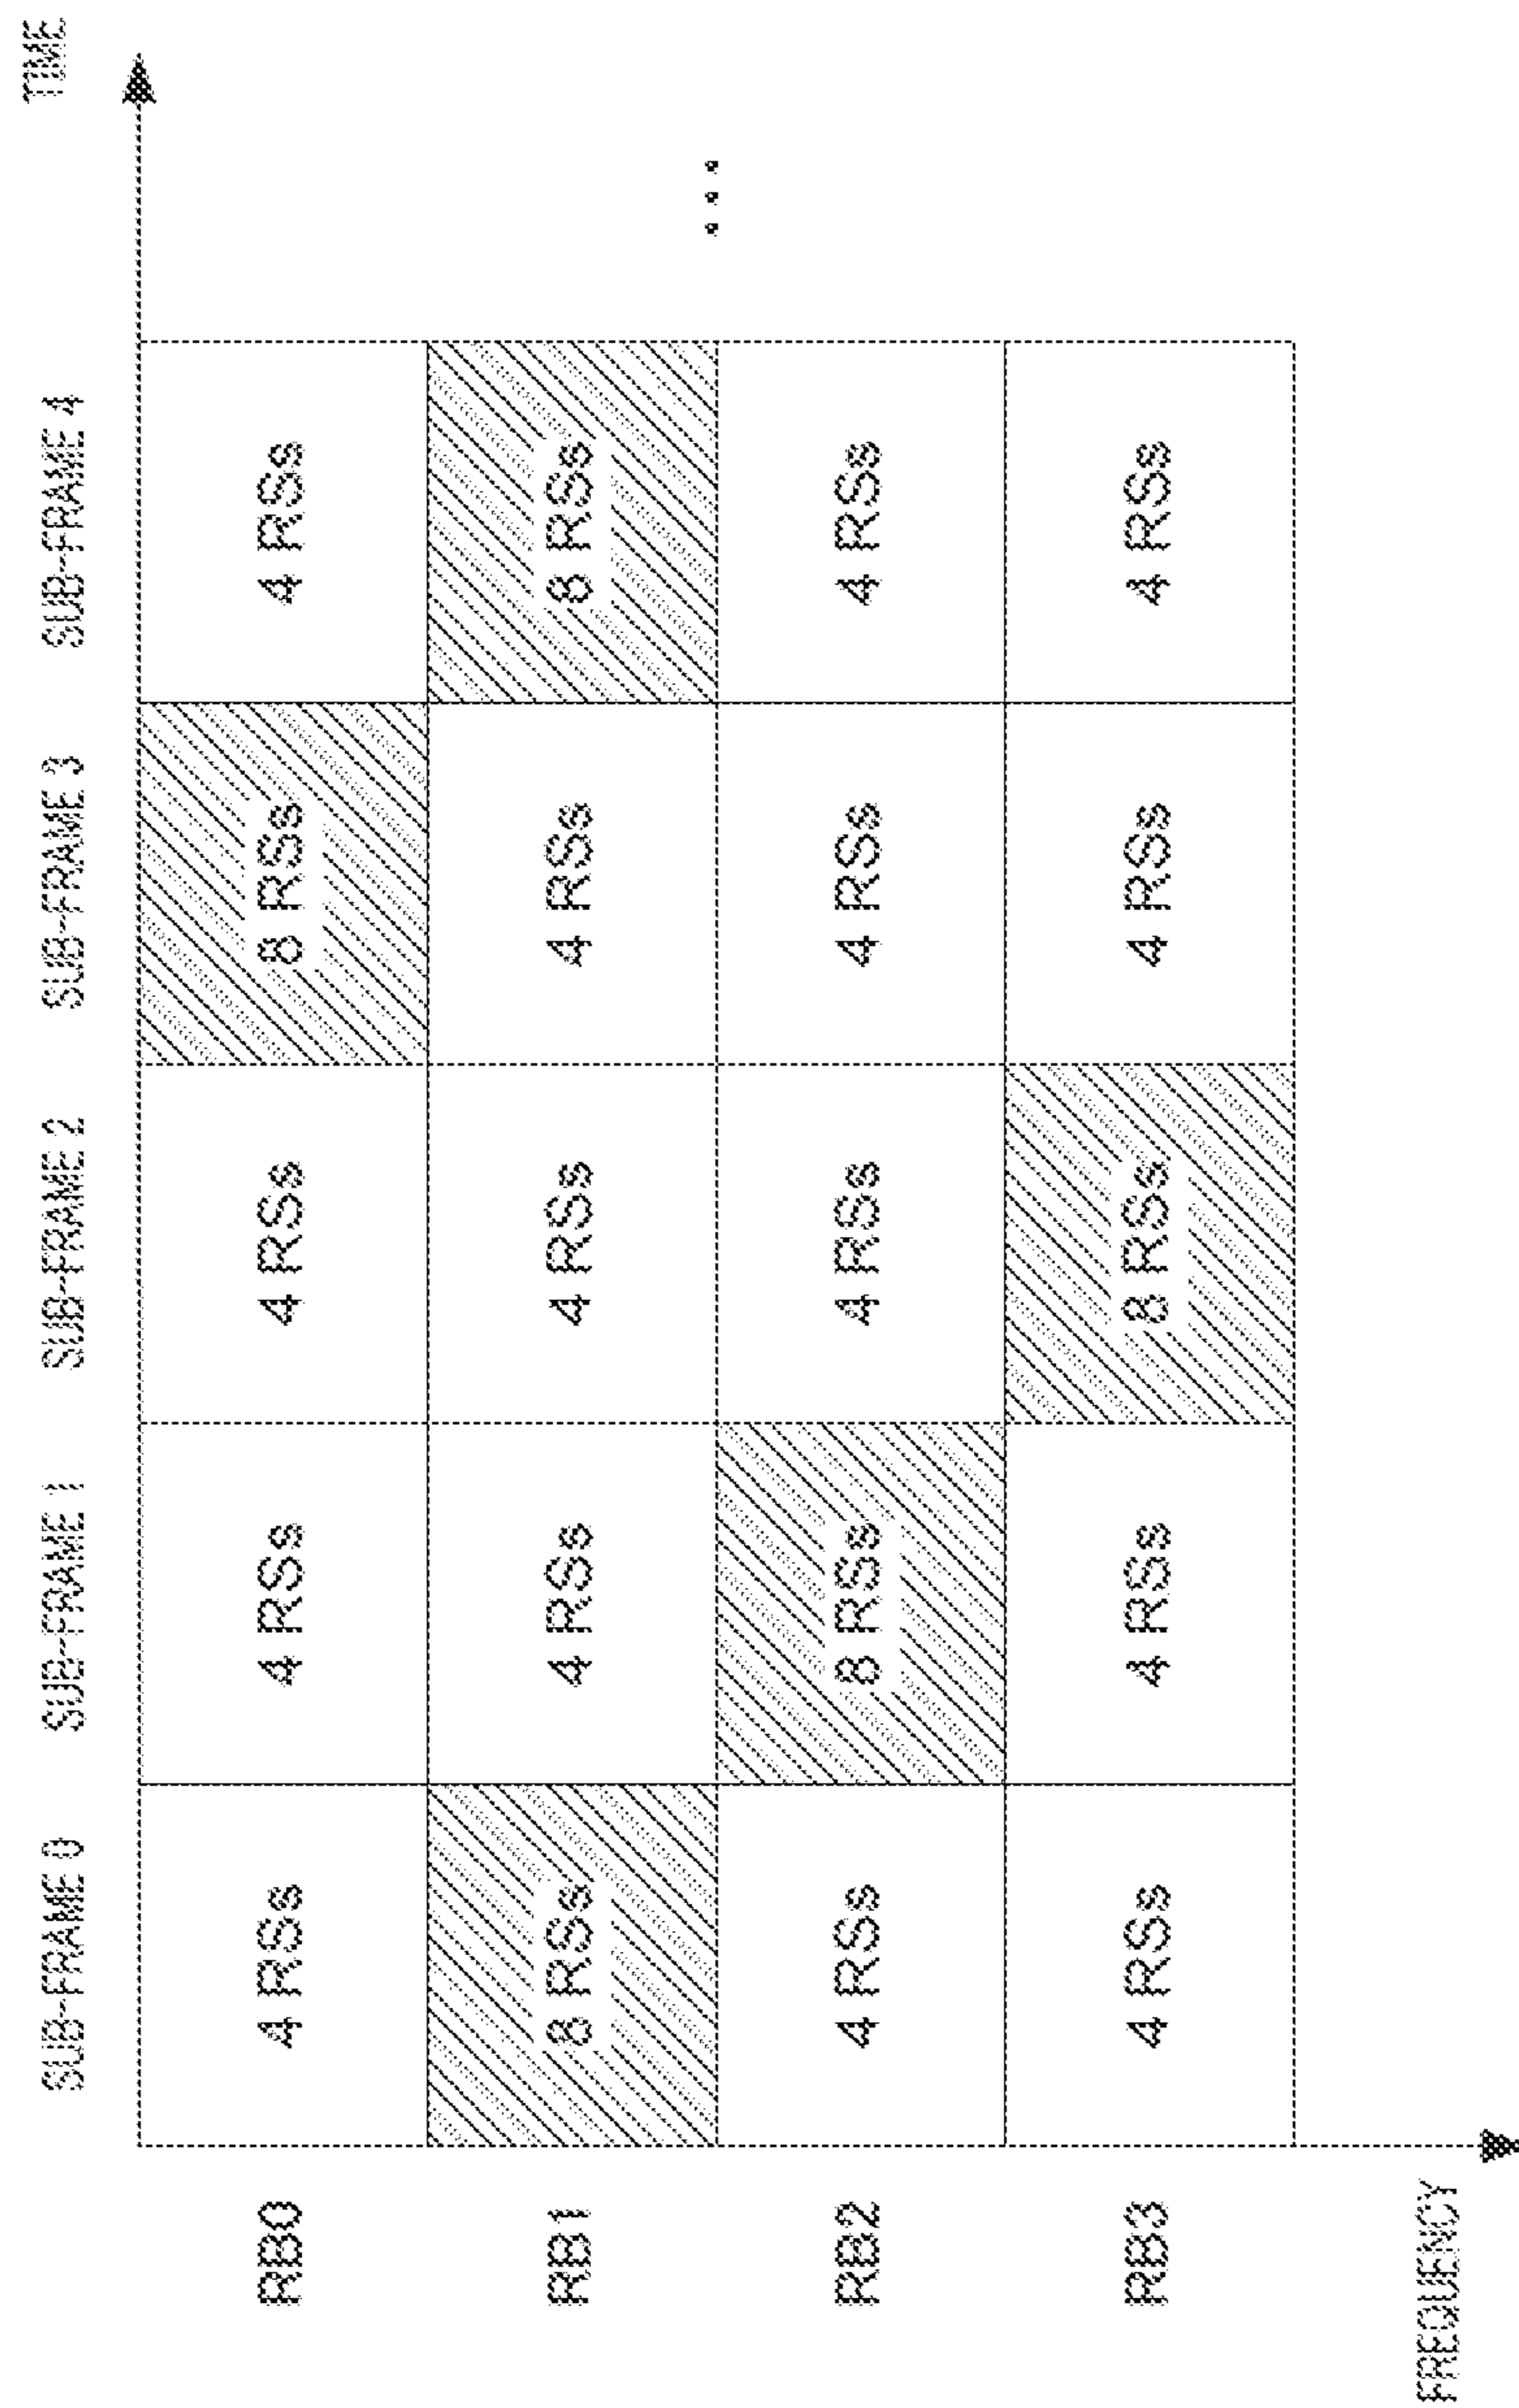 TIME
SUB-FRAME 0 SUB-FRAME 1 SUB-FRAME 2 SUB-FRAME 3 SUB-FRAME 4
RB0 4 RSs 4 RSs 4 RSs 8 RSs 4 RSs
RB1 8 RSs 4 RSs 4 RSs 4 RSs 8 RSs
...
RB2 4 RSs 8 RSs 4 RSs 4 RSs 4 RSs
RB3 4 RSs 4 RSs 8 RSs 4 RSs 4 RSs
FREQUENCY